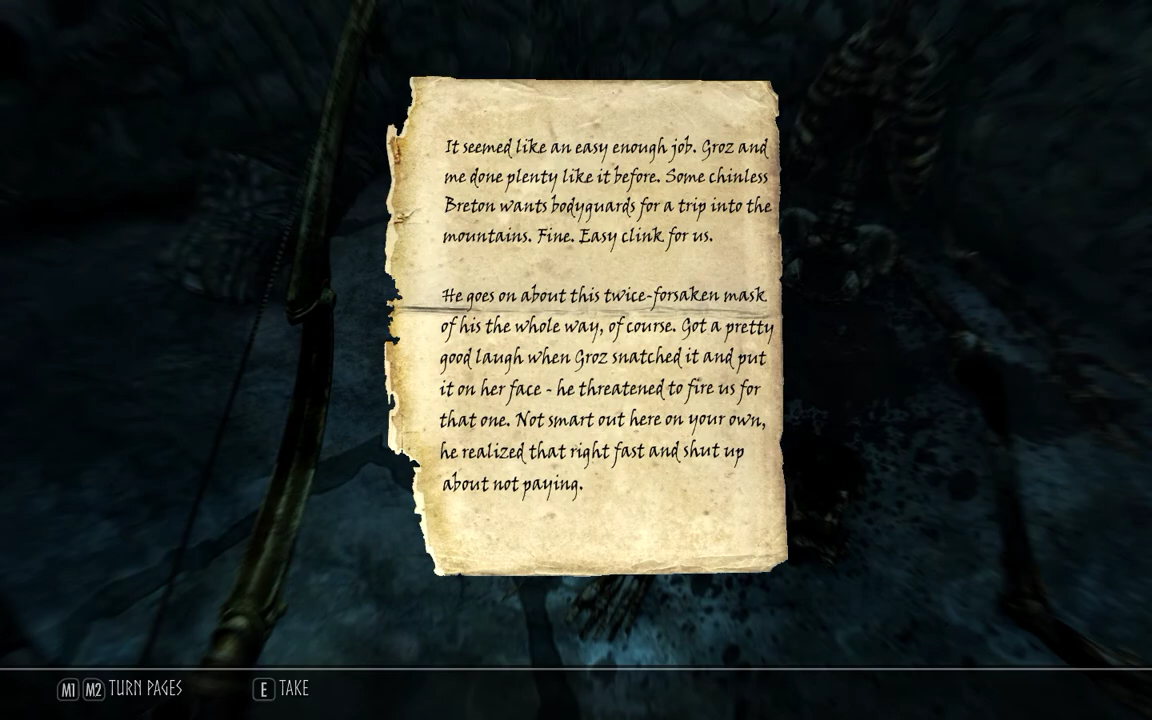 It seemed like an easy enough job. Groz and
me done plenty like it before. Some chinless
Breton wants bodyguards for a trip into the
mountains. Fine. Easy clink for us.
He goes on about this twice-forsaken mask
of his the whole way, of course. Got a pretty
good laugh when Groz snatched it and put
it on her face - he threatened to fire us for
that one. Not smart out here on your own,
he realized that right fast and shut up
about not paying.
M1 M2 TURN PAGES E TAKE